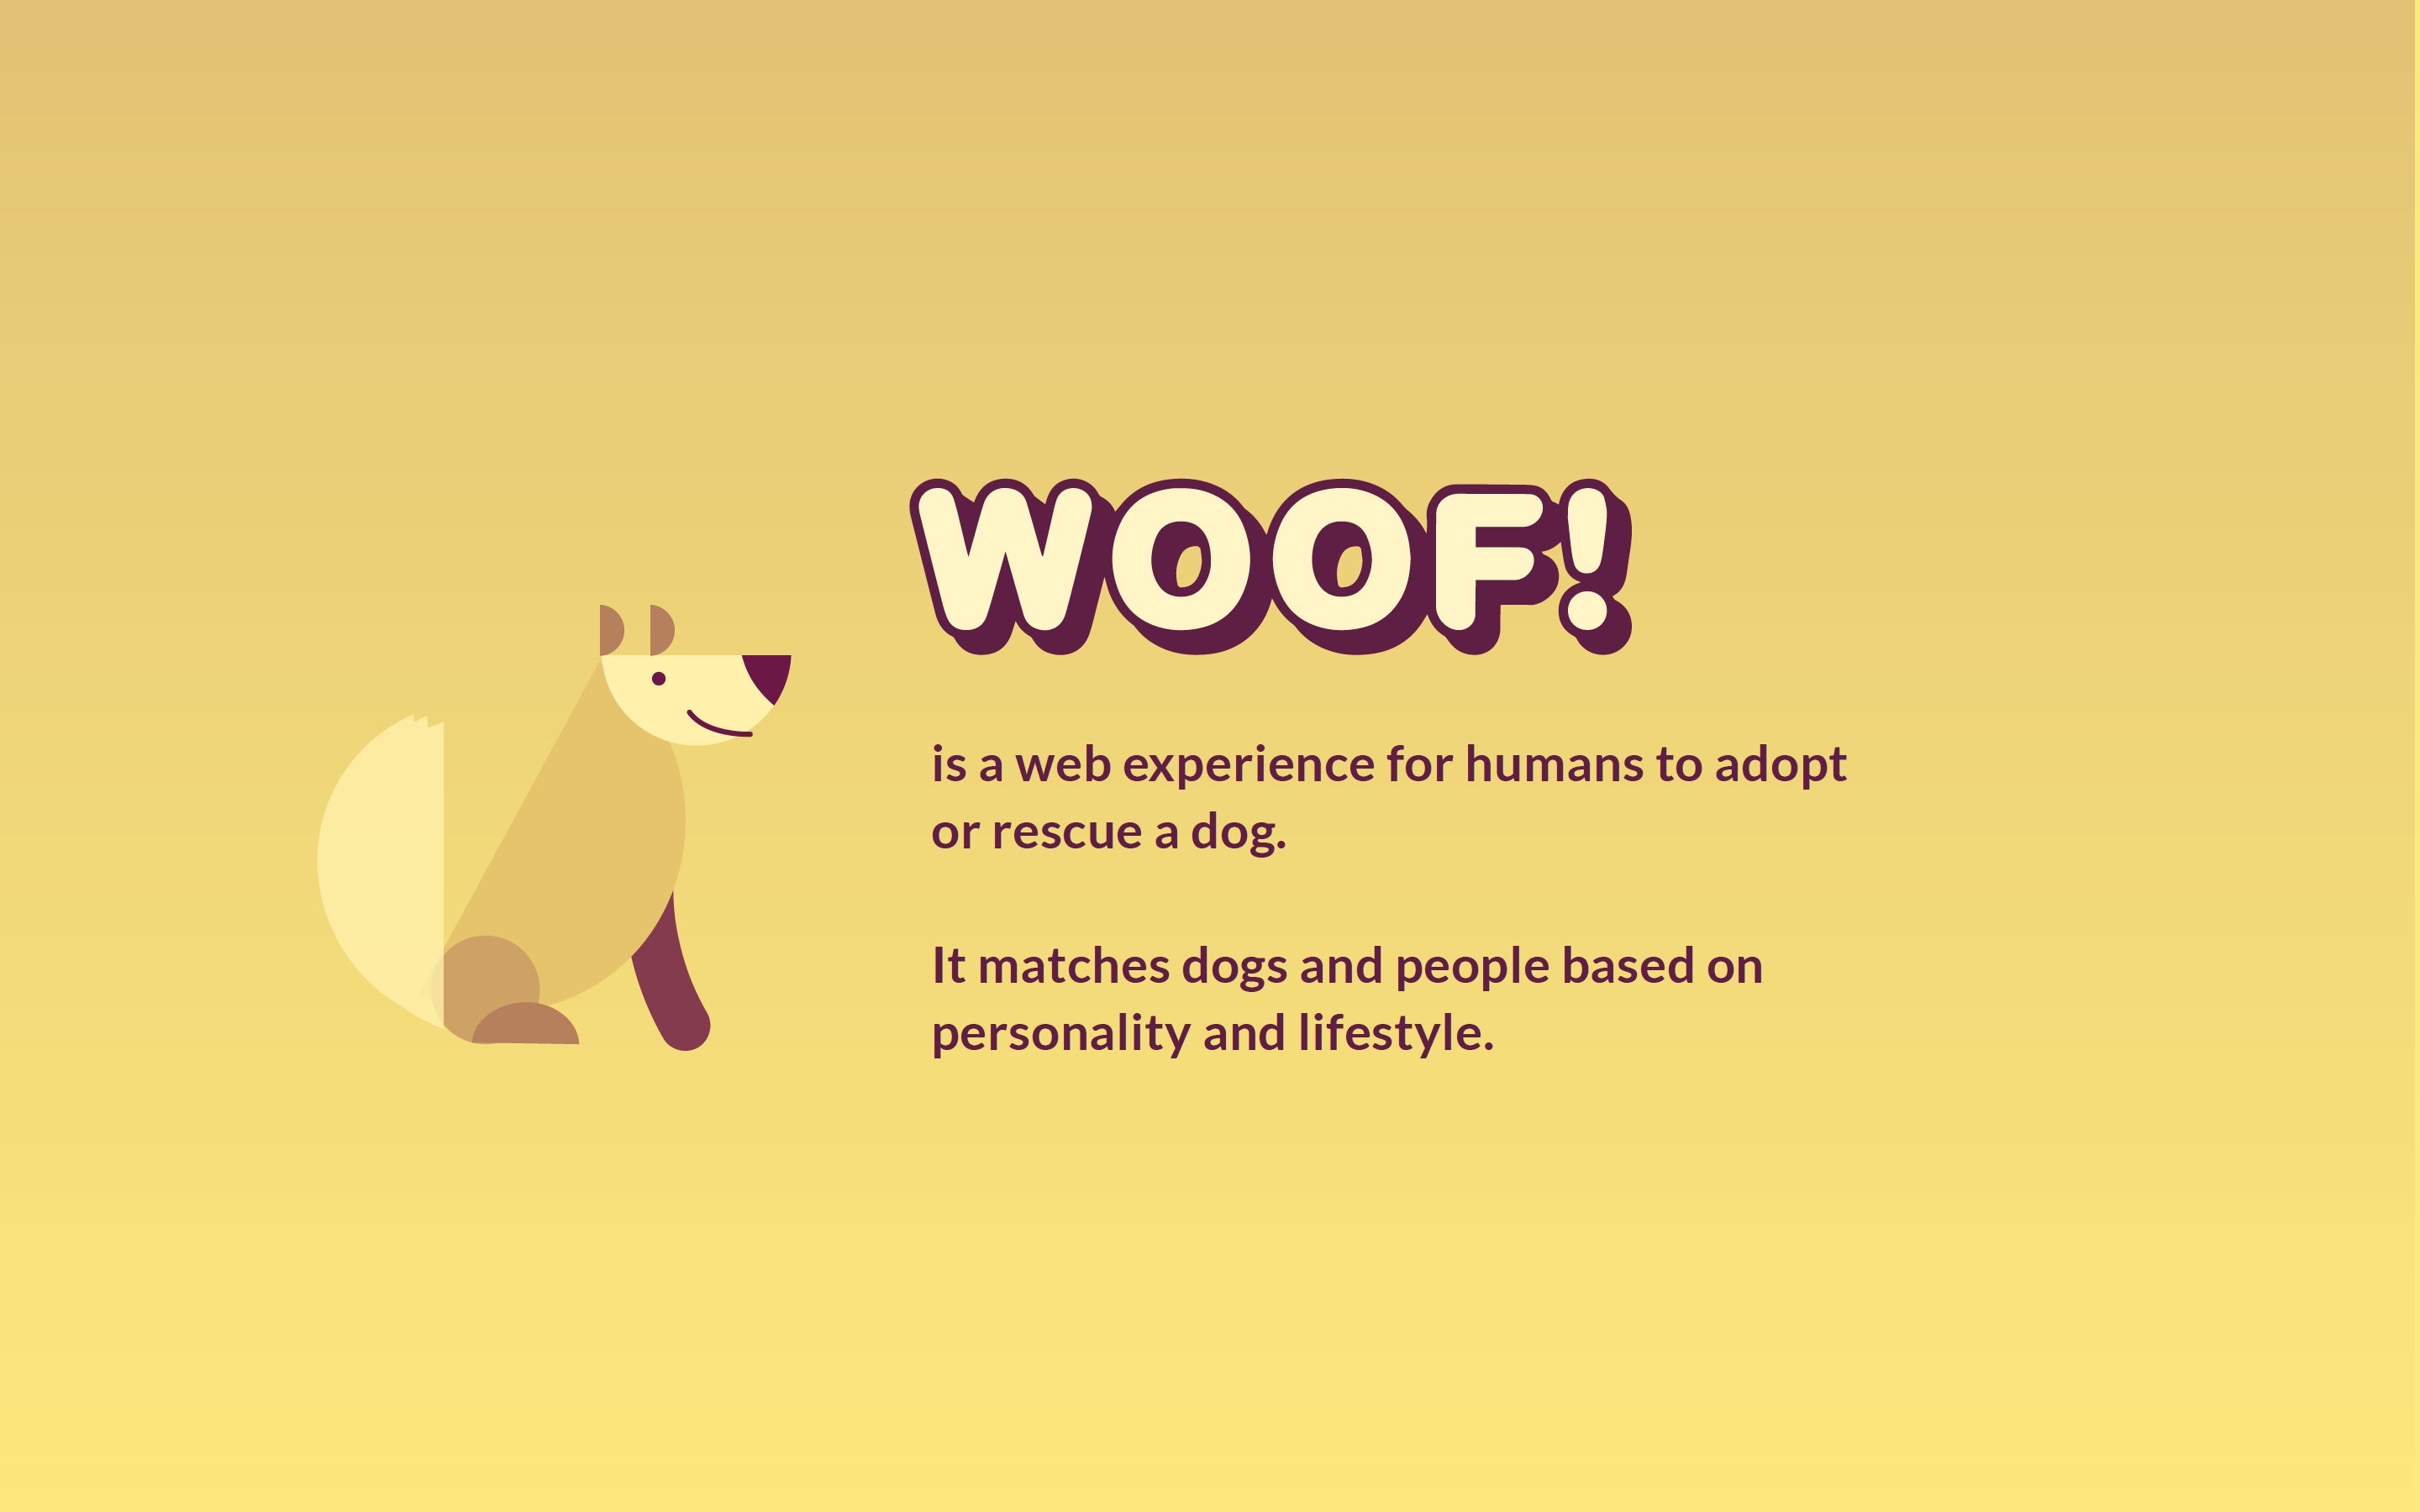 WOOF!
is a web experience for humans to adopt
or rescue a dog.
It matches dogs and people based on
personality and lifestyle.